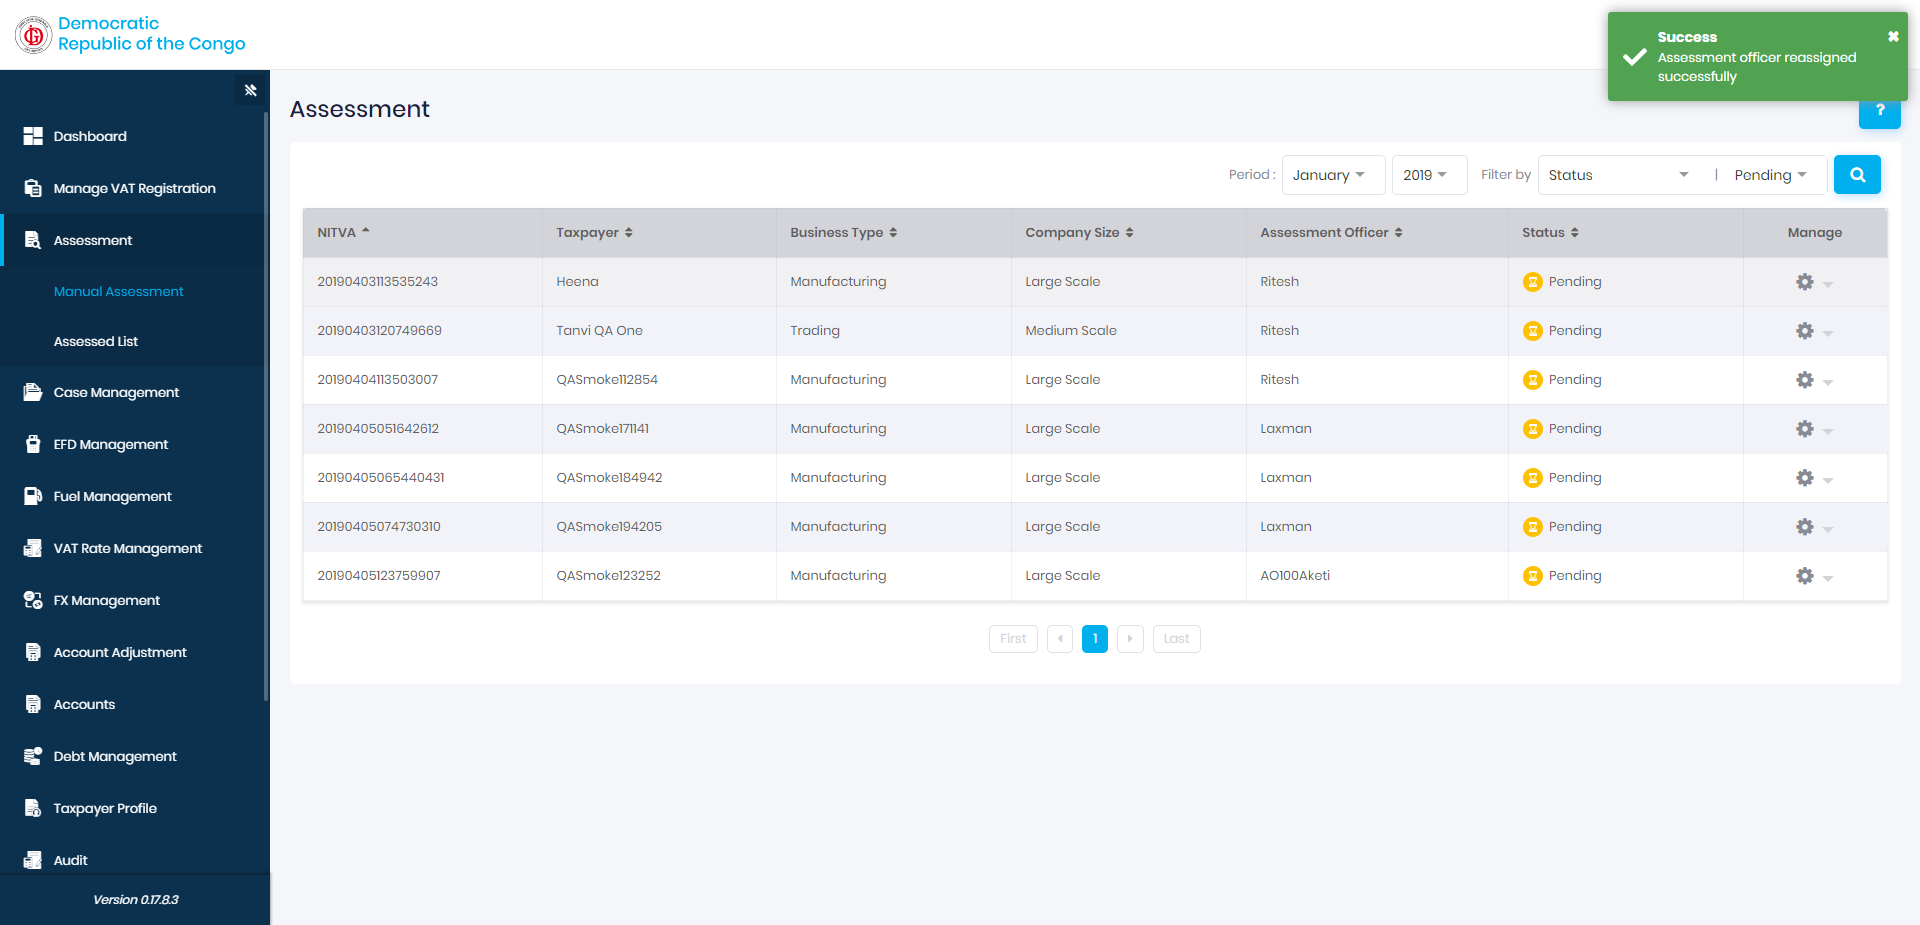 Democratic
Republic of the Congo
Success
Assessment officer reassigned
successfully
?
Assessment
Dashboard
Manage VAT Registration
Assessment
Manual Assessment
Assessed List
Case Management
EFD Management
Fuel Management
VAT Rate Management
FX Management
Account Adjustment
Accounts
Debt Management
Taxpayer Profile
Audit
Version 0.17.8.3
Period : January 2019 Filter by Status | Pending
NITVA Taxpayer Business Type Company Size Assessment Officer Status Manage
20190403113535243 Heena Manufacturing Large Scale Ritesh Pending
20190403120749669 Tanvi QA One Trading Medium Scale Ritesh Pending
20190404113503007 QASmoke112854 Manufacturing Large Scale Ritesh Pending
20190405051642612 QASmoke171141 Manufacturing Large Scale Laxman Pending
20190405065440431 QASmoke184942 Manufacturing Large Scale Laxman Pending
20190405074730310 QASmoke194205 Manufacturing Large Scale Laxman Pending
20190405123759907 QASmoke123252 Manufacturing Large Scale AO100Aketi Pending
First 1 Last